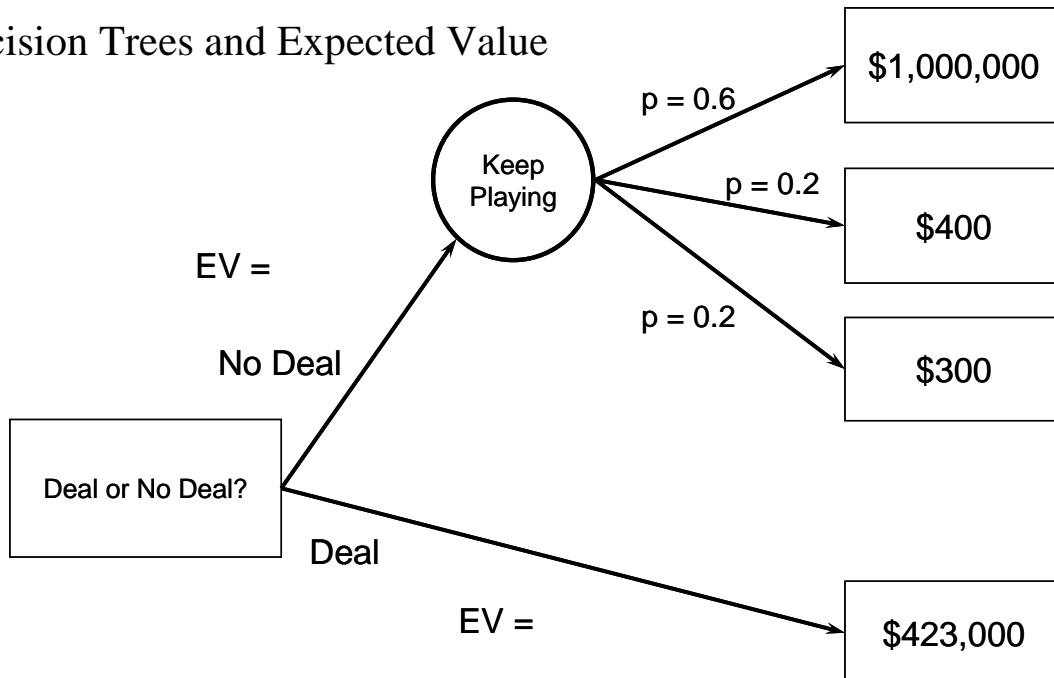 cision Trees and Expected Value
$1,000,000
p = 0.6
Keep
Playing
p = 0.2
$400
EV =
p = 0.2
No Deal
$300
Deal or No Deal?
Deal
EV =
$423,000